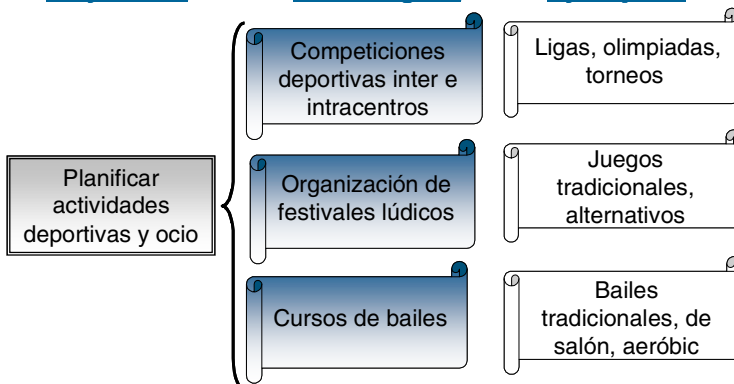 Competiciones
deportivas inter e
intracentros
Ligas, olimpiadas,
torneos
Planificar
actividades
deportivas y ocio
Organización de
festivales lúdicos
Juegos
tradicionales,
alternativos
Cursos de bailes
Bailes
tradicionales, de
salón, aeróbic